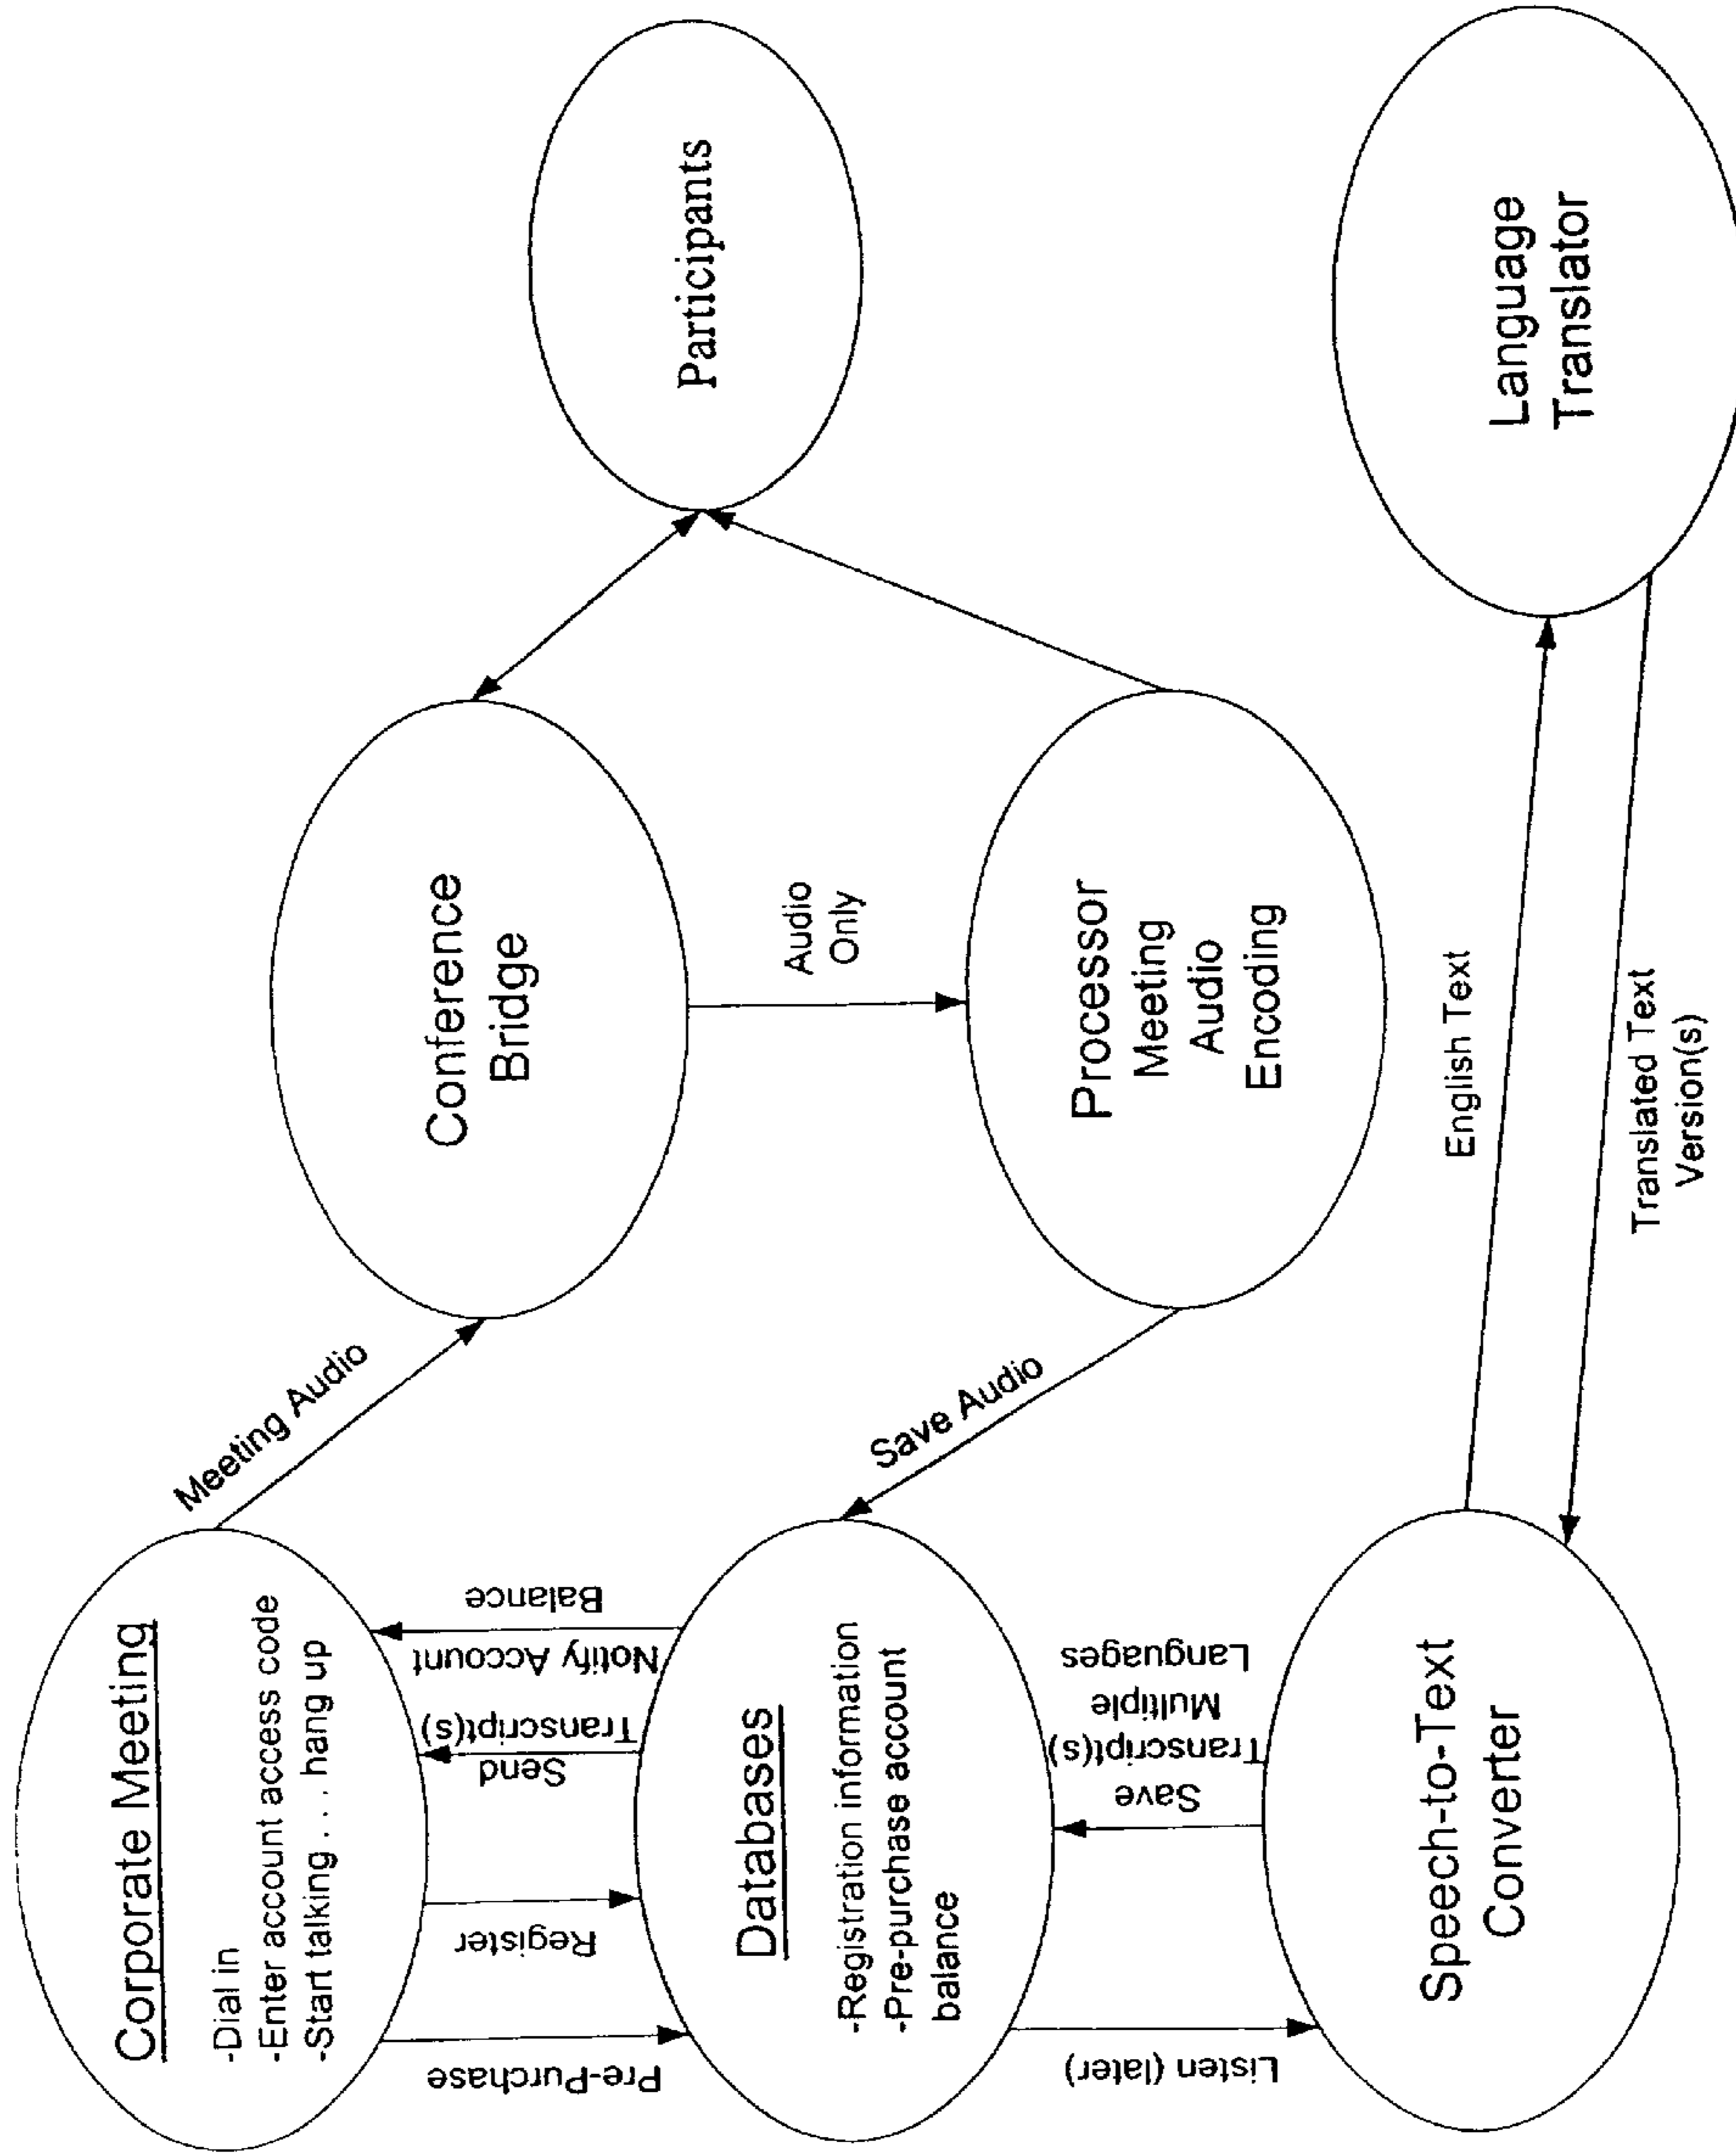 Corporate Meeting
-Dial in
-Enter account access code
-Start talking . . . hang up
Meeting Audio
Conference
Bridge
Participants
Pre-Purchase
Register
Send
Transcript(s)
Notify Account
Balance
Audio
Only
Databases
-Registration information
-Pre-purchase account
balance
Save Audio
Processor
Meeting
Audio
Encoding
Listen (later)
Save
Transcript(s)
Multiple
Languages
Speech-to-Text
Converter
English Text
Translated Text
Version(s)
Language
Translator